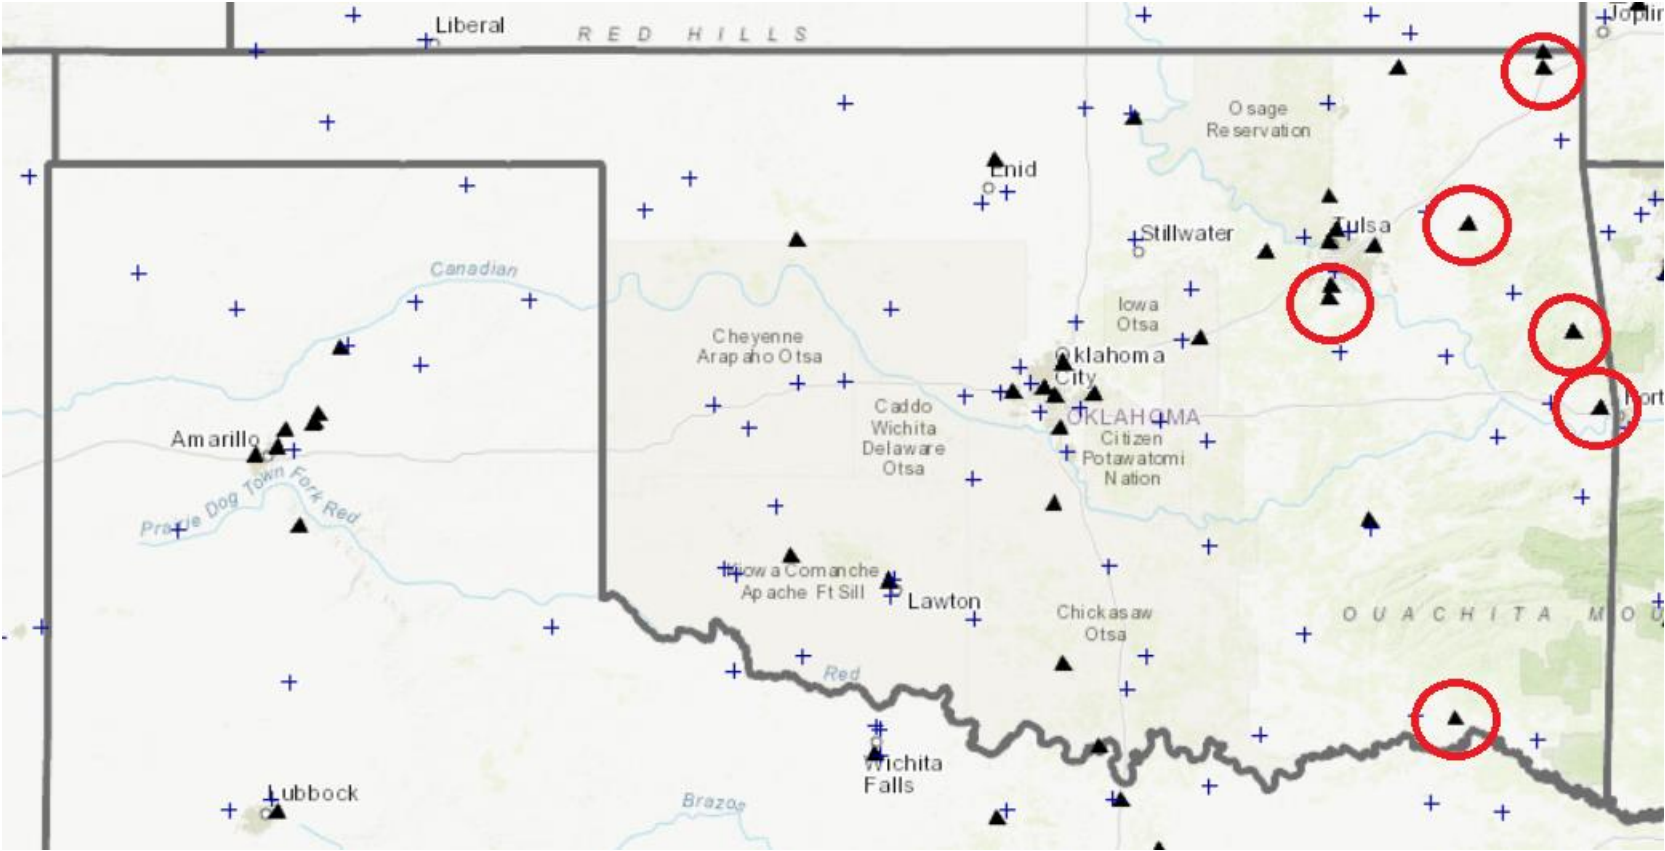 Liberal
RED HILLS
Joplin
Osage
Reservation
Enid
Tulsa
Stillwater
Canadian
Iowa
Otsa
Cheyenne
Arapaho Otsa
Oklahoma
City
Fort
Caddo
Wichita
Delaware
Otsa
OKLAHOMA
Citizen
Potawatomi
Nation
Amarillo
Prairie Dog Town Fork Red
Kiowa Comanche
Apache Ft Sill
Lawton
Chickasaw
Otsa
OUACHITA MOU
Red
Wichita
Falls
Lubbock
Brazos